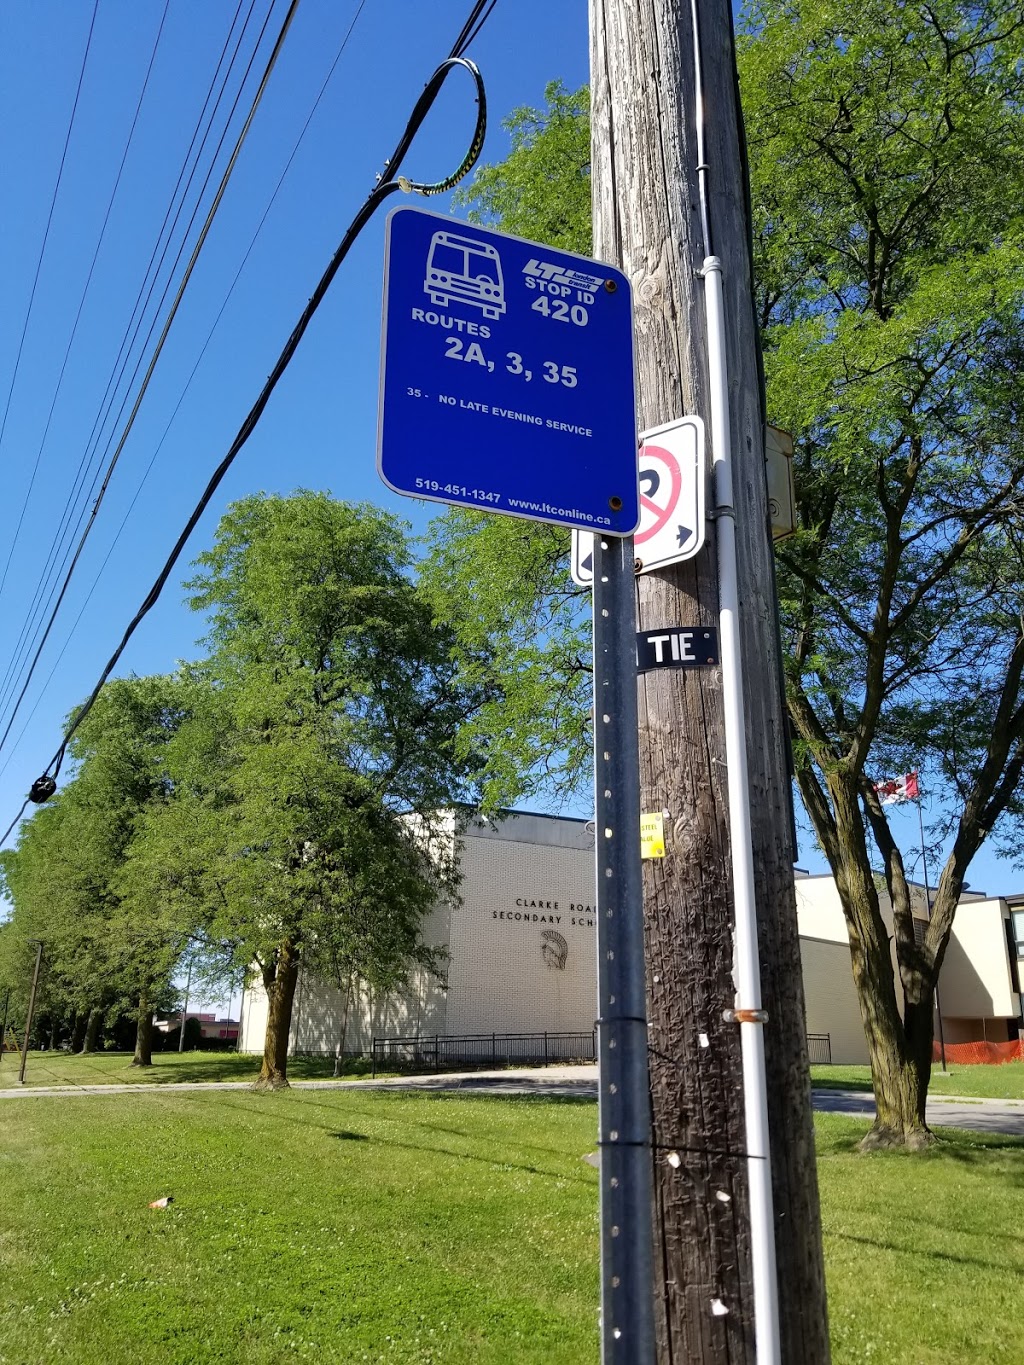 LTC london
transit
STOP ID
420
ROUTES
2A, 3, 35
35 - NO LATE EVENING SERVICE
519-451-1347 www.ltconline.ca
TIE
CLARKE ROAD
SECONDARY SCH